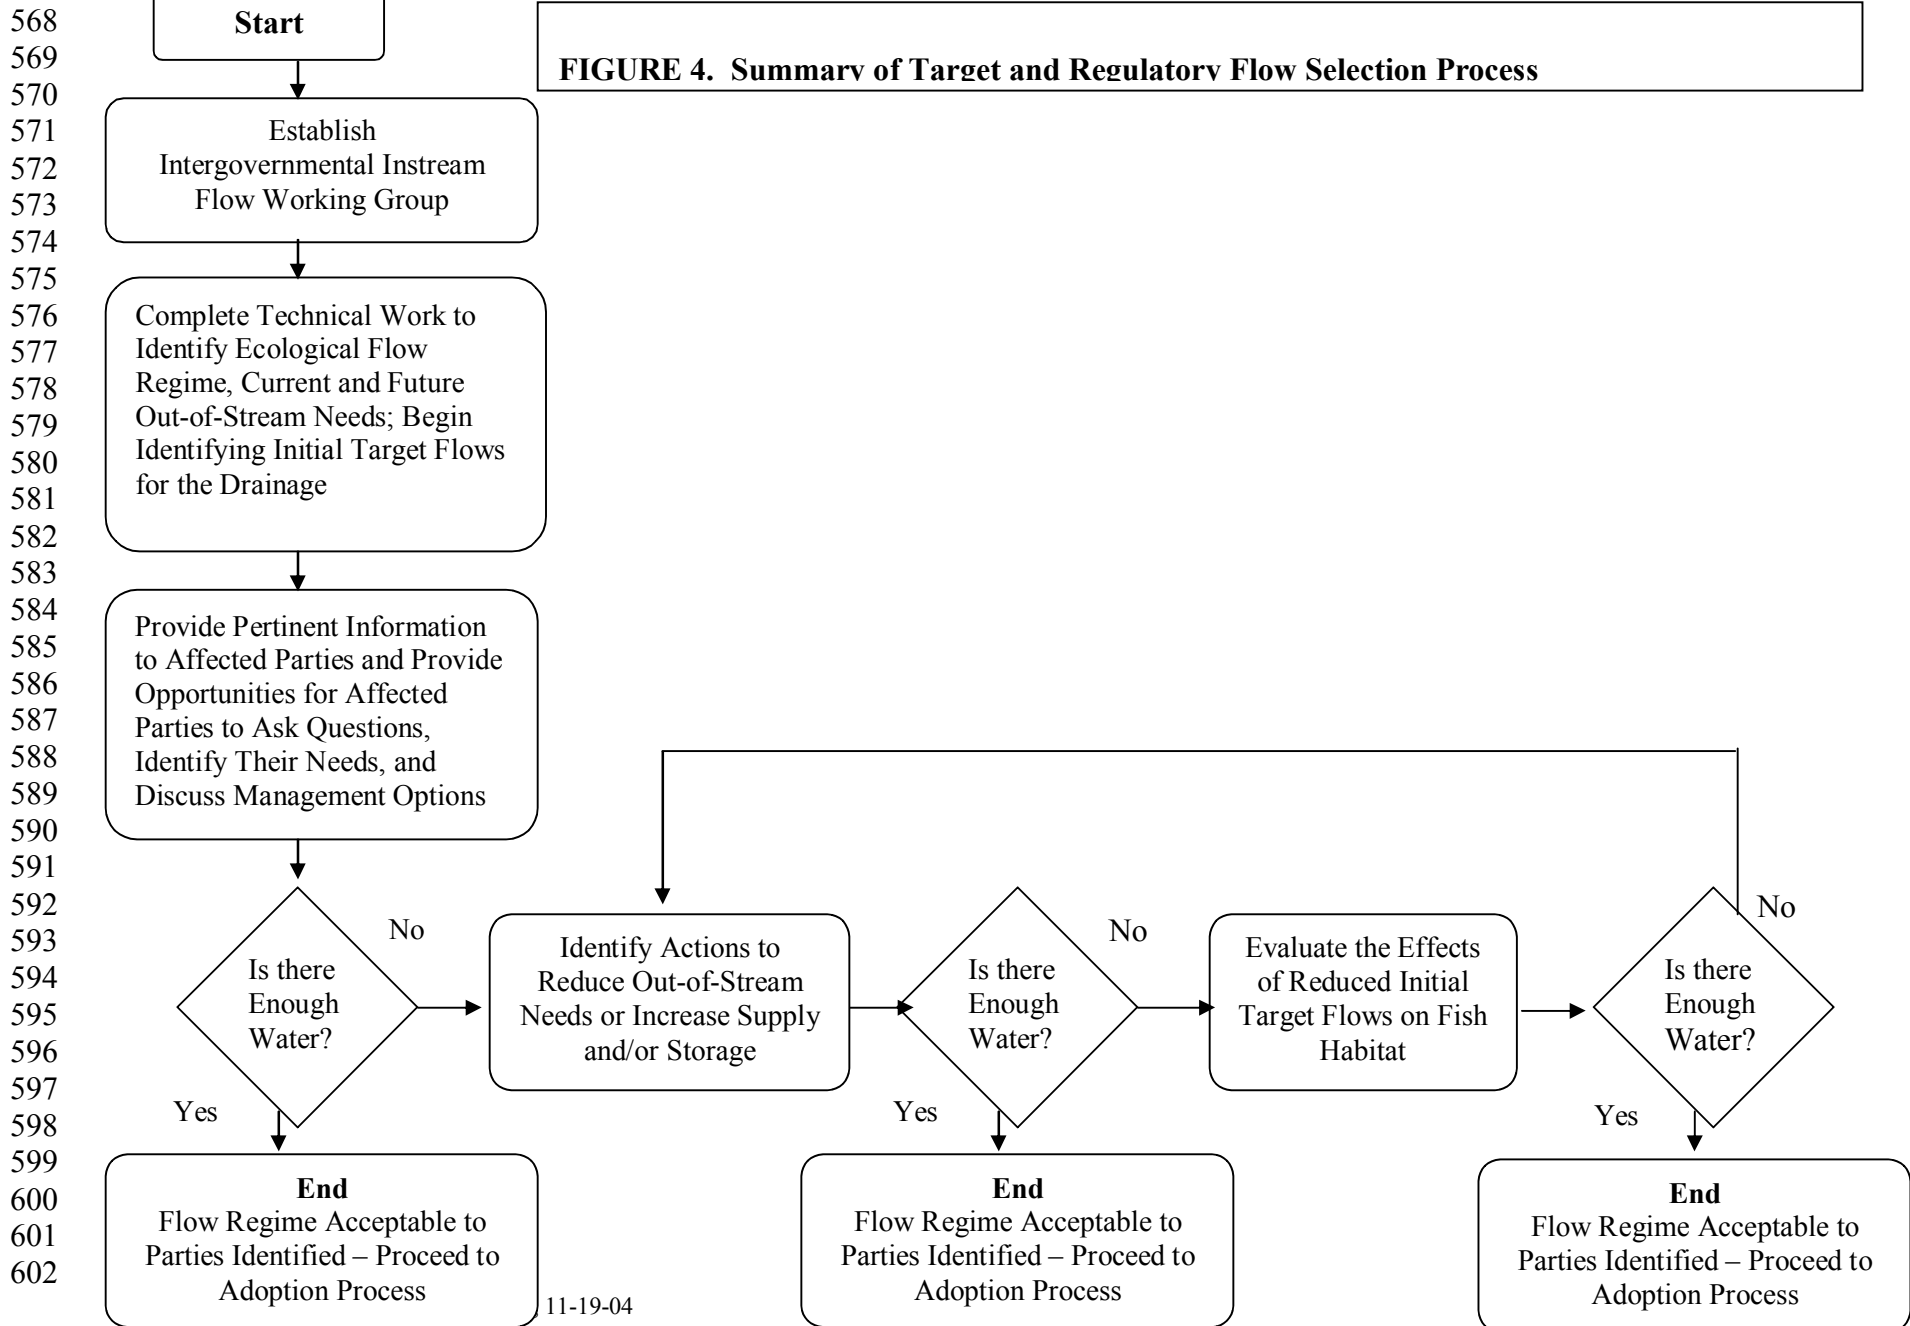 568
569
570
571
572
573
574
575
576
577
578
579
580
581
582
583
584
585
586
587
588
589
590
591
592
593
594
595
596
597
598
599
600
601
602
Start
FIGURE 4. Summary of Target and Regulatory Flow Selection Process
Establish
Intergovernmental Instream
Flow Working Group
Complete Technical Work to
Identify Ecological Flow
Regime, Current and Future
Out-of-Stream Needs; Begin
Identifying Initial Target Flows
for the Drainage
Provide Pertinent Information
to Affected Parties and Provide
Opportunities for Affected
Parties to Ask Questions,
Identify Their Needs, and
Discuss Management Options
Is there
Enough
Water?
No
Yes
Identify Actions to
Reduce Out-of-Stream
Needs or Increase Supply
and/or Storage
Is there
Enough
Water?
No
Yes
Evaluate the Effects
of Reduced Initial
Target Flows on Fish
Habitat
Is there
Enough
Water?
No
Yes
End
Flow Regime Acceptable to
Parties Identified – Proceed to
Adoption Process
End
Flow Regime Acceptable to
Parties Identified – Proceed to
Adoption Process
End
Flow Regime Acceptable to
Parties Identified – Proceed to
Adoption Process
11-19-04